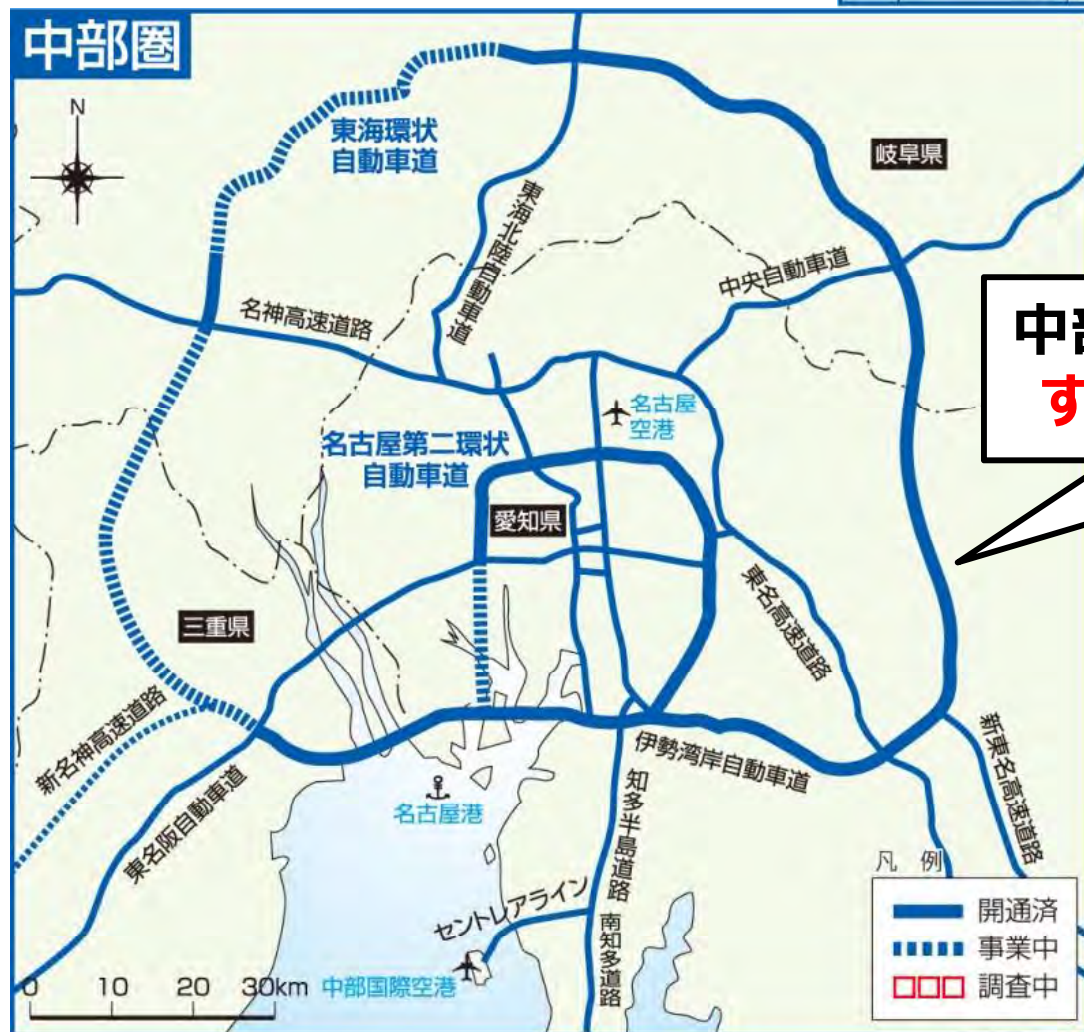 中部圏
N
東海環状
自動車道
岐阜県
東海北陸自動車道
中央自動車道
名神高速道路
中部
す
名古屋
空港
名古屋第二環状
自動車道
愛知県
東名高速道路
三重県
新名神高速道路
伊勢湾岸自動車道
新東名高速道路
東名阪自動車道
名古屋港
知多半島道路
凡 例
開通済
事業中
調査中
セントレアライン
南知多道路
中部国際空港
0 10 20 30km